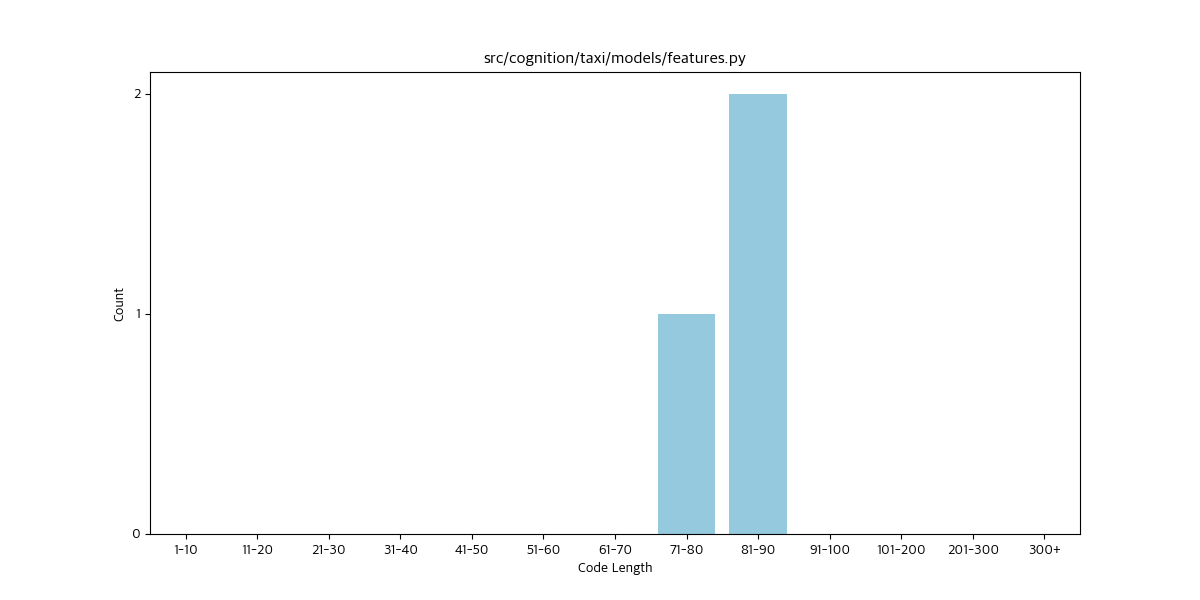 src/cognition/taxi/models/features.py
2
1
0
Count
1-10 11-20 21-30 31-40 41-50 51-60 61-70 71-80 81-90 91-100 101-200 201-300 300+
Code Length